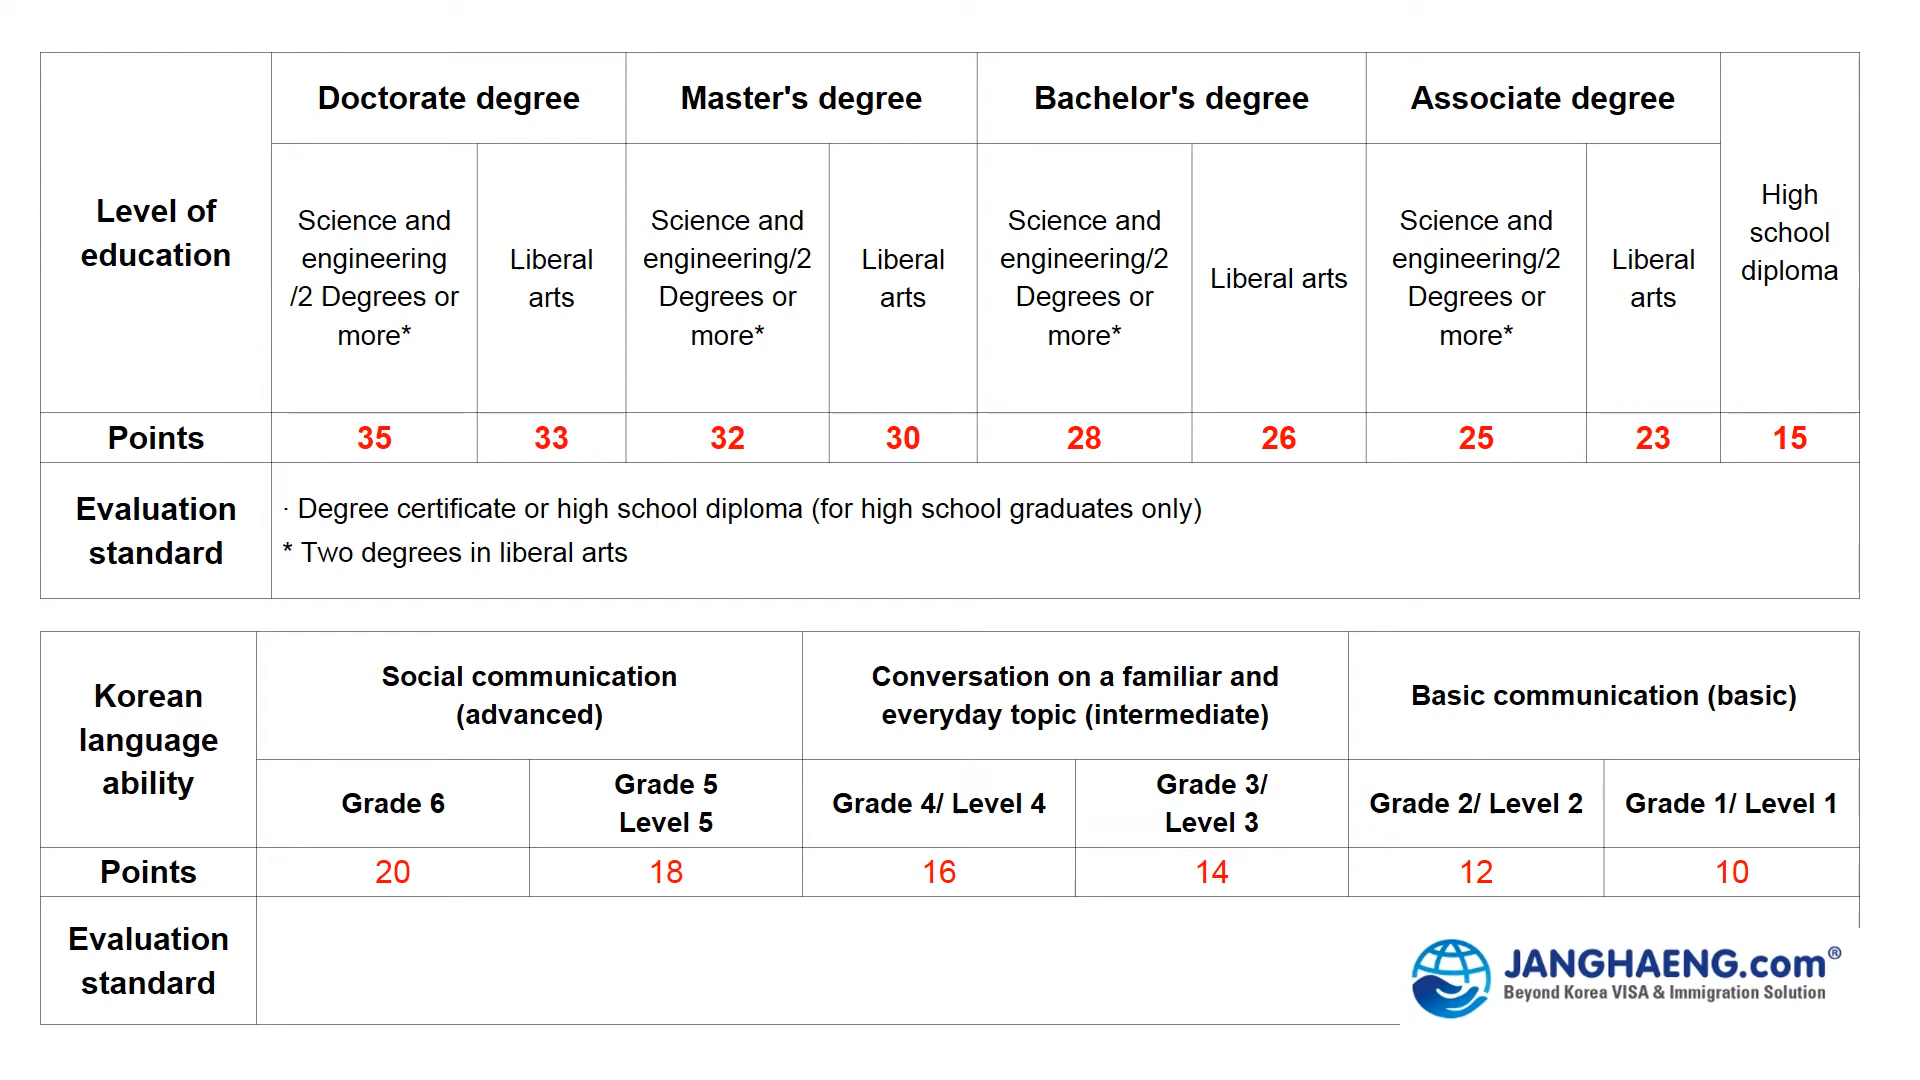 Level of
education
Doctorate degree
Master's degree
Bachelor's degree
Associate degree
High
school
diploma
Science and
engineering
/2 Degrees or
more*
Liberal
arts
Science and
engineering/2
Degrees or
more*
Liberal
arts
Science and
engineering/2
Degrees or
more*
Liberal arts
Science and
engineering/2
Degrees or
more*
Liberal
arts
Points
35
33
32
30
28
26
25
23
15
Evaluation
standard
· Degree certificate or high school diploma (for high school graduates only)
* Two degrees in liberal arts
Korean
language
ability
Social communication
(advanced)
Conversation on a familiar and
everyday topic (intermediate)
Basic communication (basic)
Grade 6
Grade 5
Level 5
Grade 4/ Level 4
Grade 3/
Level 3
Grade 2/ Level 2
Grade 1/ Level 1
Points
20
18
16
14
12
10
Evaluation
standard
JANGHAENG.com®
Beyond Korea VISA & Immigration Solution